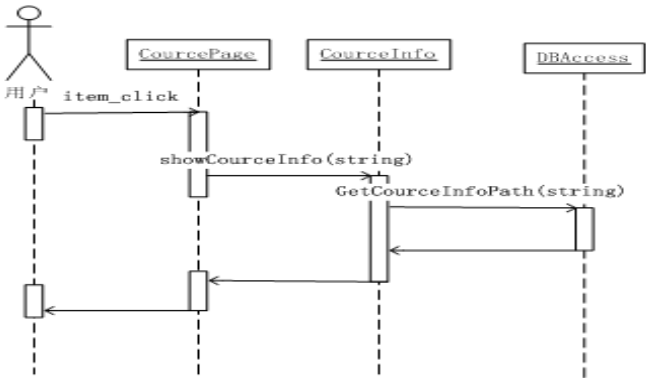 CourcePage
CourceInfo
DBAccess
用户
item_click
showCourceInfo(string)
GetCourceInfoPath(string)